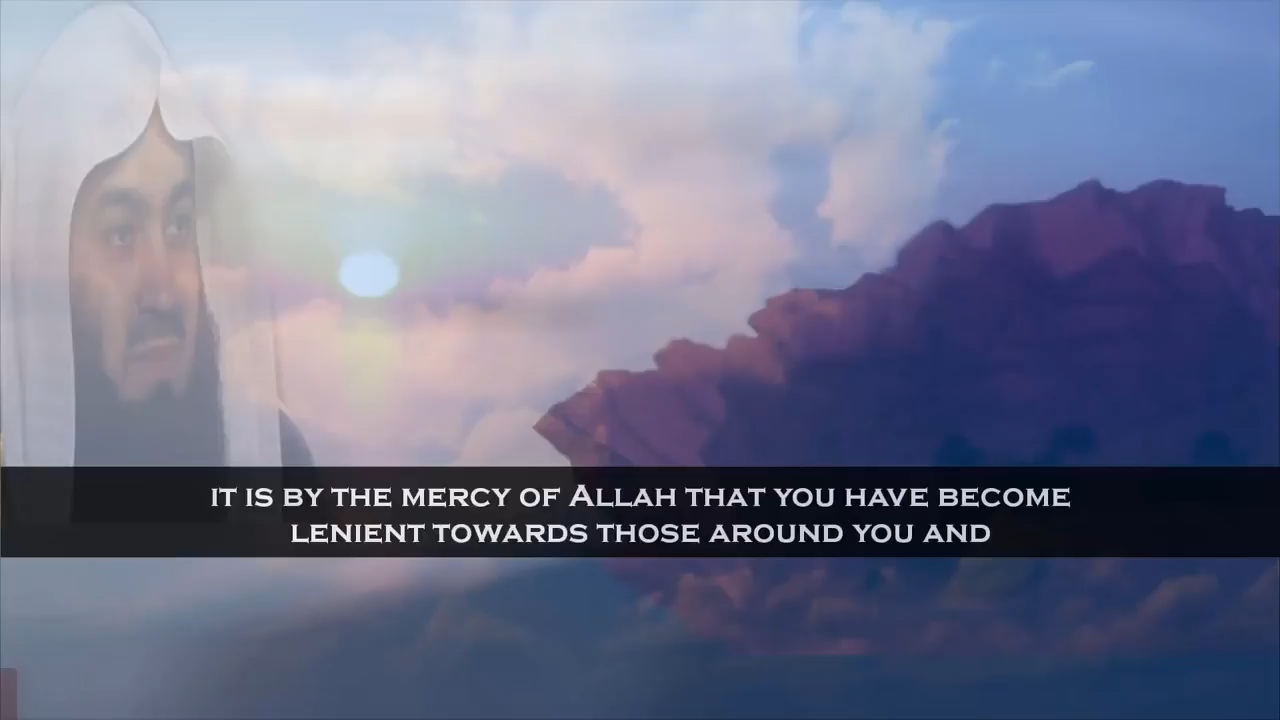 it is by the mercy of Allah that you have become
lenient towards those around you and